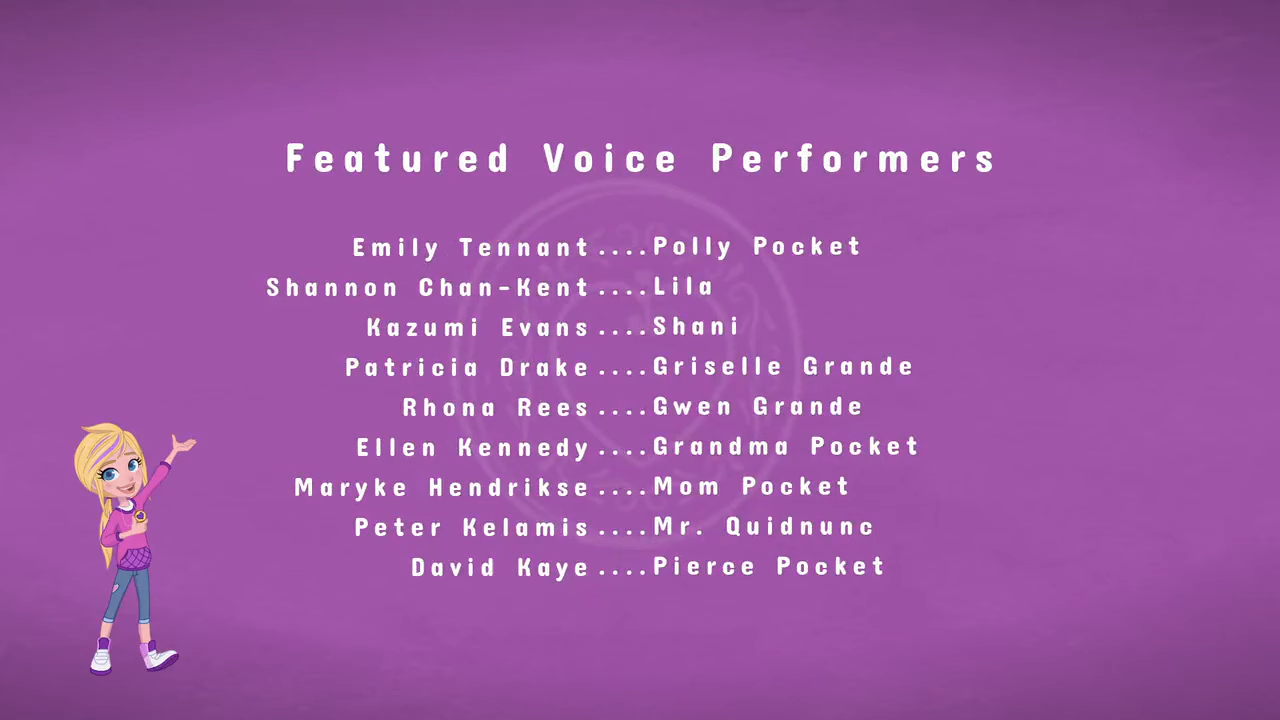 Featured Voice Performers
Emily Tennant....Polly Pocket
Shannon Chan-Kent....Lila
Kazumi Evans....Shani
Patricia Drake....Griselle Grande
Rhona Rees....Gwen Grande
Ellen Kennedy....Grandma Pocket
Maryke Hendrikse....Mom Pocket
Peter Kelamis....Mr. Quidnunc
David Kaye....Pierce Pocket